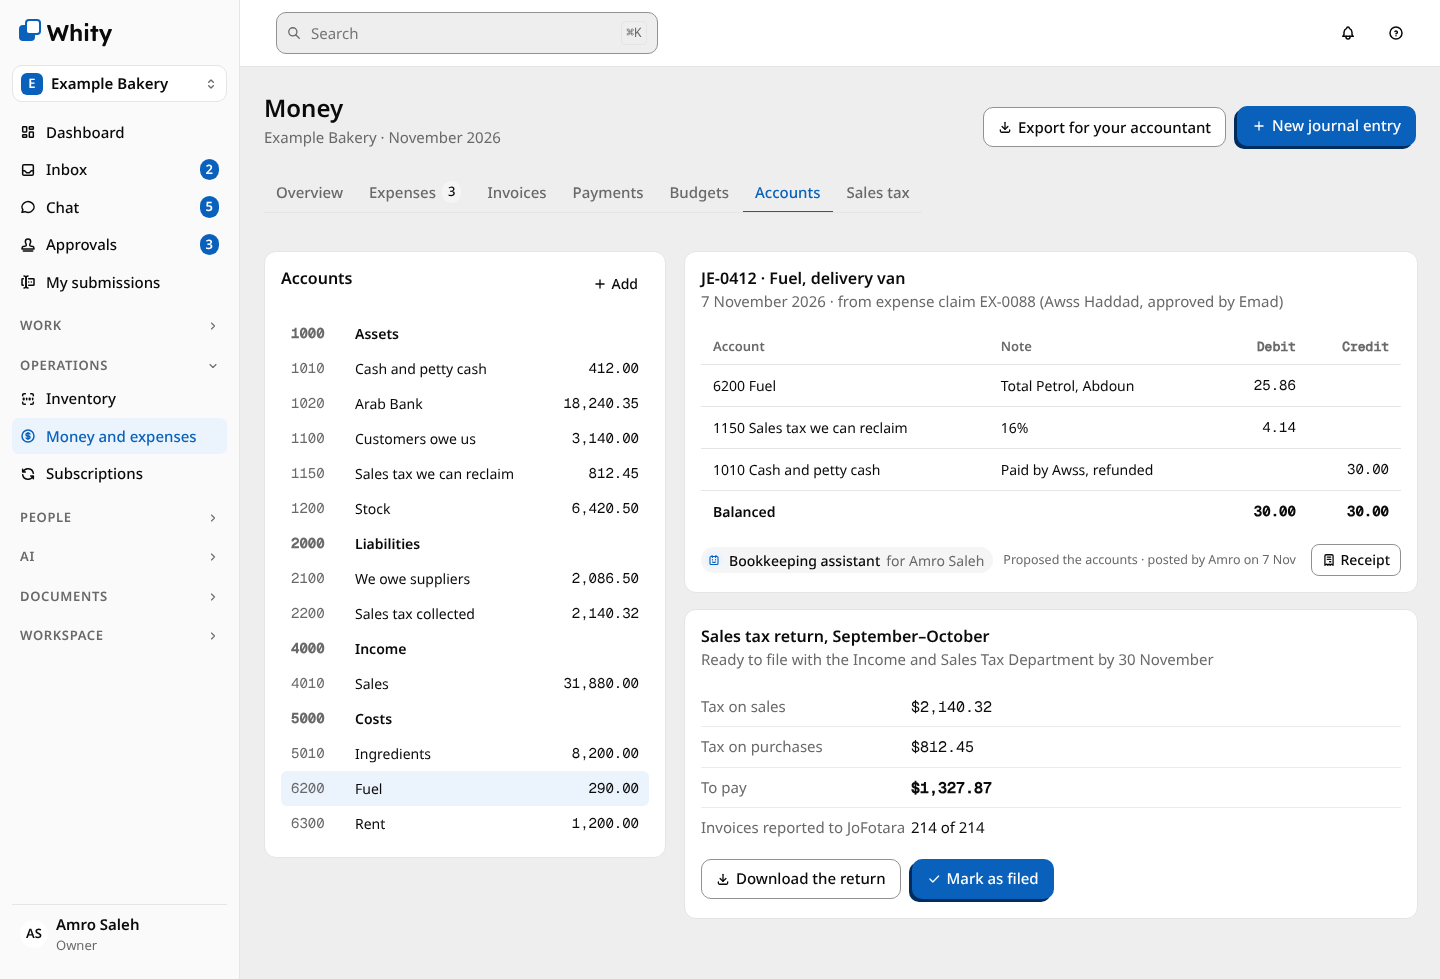 Whity
Search
⌘K
E Example Bakery
Dashboard
Inbox 2
Chat 5
Approvals 3
My submissions
WORK
OPERATIONS
Inventory
Money and expenses
Subscriptions
PEOPLE
AI
DOCUMENTS
WORKSPACE
AS
Amro Saleh
Owner
Money
Example Bakery · November 2026
Export for your accountant
New journal entry
Overview Expenses 3 Invoices Payments Budgets Accounts Sales tax
Accounts
Add
1000 Assets
1010 Cash and petty cash 412.00
1020 Arab Bank 18,240.35
1100 Customers owe us 3,140.00
1150 Sales tax we can reclaim 812.45
1200 Stock 6,420.50
2000 Liabilities
2100 We owe suppliers 2,086.50
2200 Sales tax collected 2,140.32
4000 Income
4010 Sales 31,880.00
5000 Costs
5010 Ingredients 8,200.00
6200 Fuel 290.00
6300 Rent 1,200.00
JE-0412 · Fuel, delivery van
7 November 2026 · from expense claim EX-0088 (Awss Haddad, approved by Emad)
Account Note Debit Credit
6200 Fuel Total Petrol, Abdoun 25.86
1150 Sales tax we can reclaim 16% 4.14
1010 Cash and petty cash Paid by Awss, refunded 30.00
Balanced 30.00 30.00
Bookkeeping assistant for Amro Saleh Proposed the accounts · posted by Amro on 7 Nov Receipt
Sales tax return, September–October
Ready to file with the Income and Sales Tax Department by 30 November
Tax on sales $2,140.32
Tax on purchases $812.45
To pay $1,327.87
Invoices reported to JoFotara 214 of 214
Download the return
Mark as filed